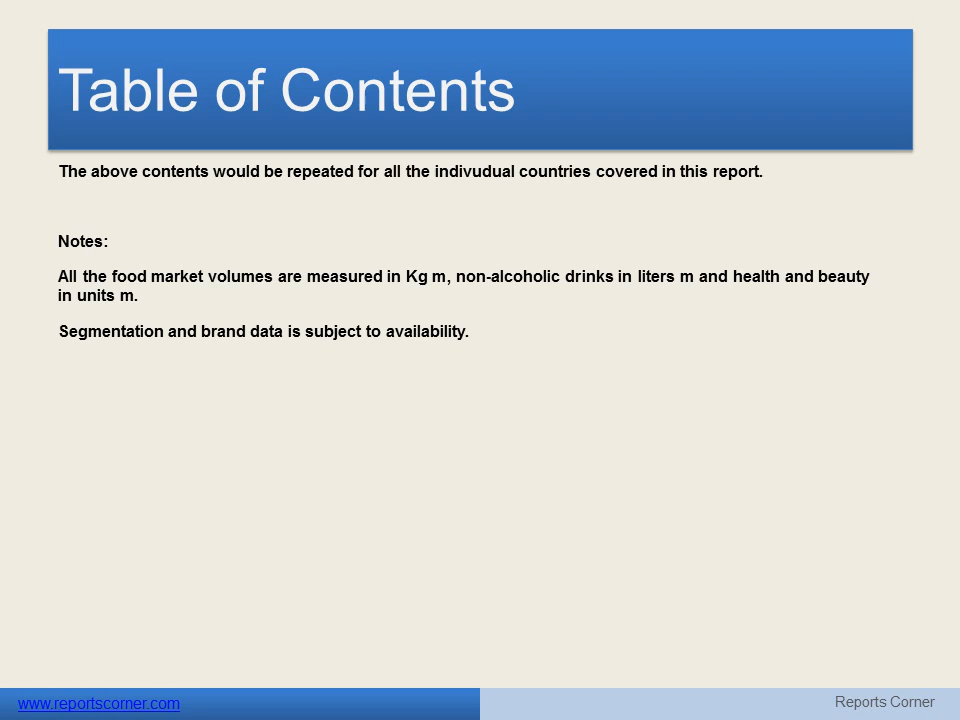 Table of Contents
The above contents would be repeated for all the indivudual countries covered in this report.
Notes:
All the food market volumes are measured in Kg m, non-alcoholic drinks in liters m and health and beauty
in units m.
Segmentation and brand data is subject to availability.
www.reportscorner.com
Reports Corner